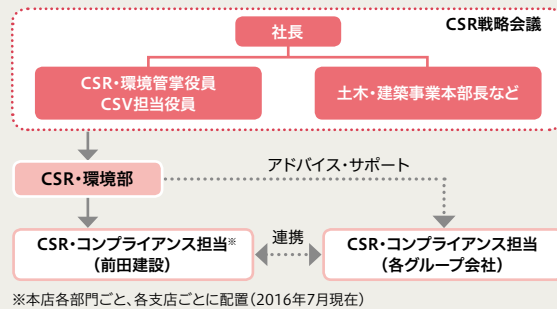 CSR戦略会議
社長
CSR・環境管掌役員
CSV担当役員
土木・建築事業本部長など
CSR・環境部
アドバイス・サポート
CSR・コンプライアンス担当※
(前田建設)
連携
CSR・コンプライアンス担当
(各グループ会社)
※本店各部門ごと、各支店ごとに配置(2016年7月現在)